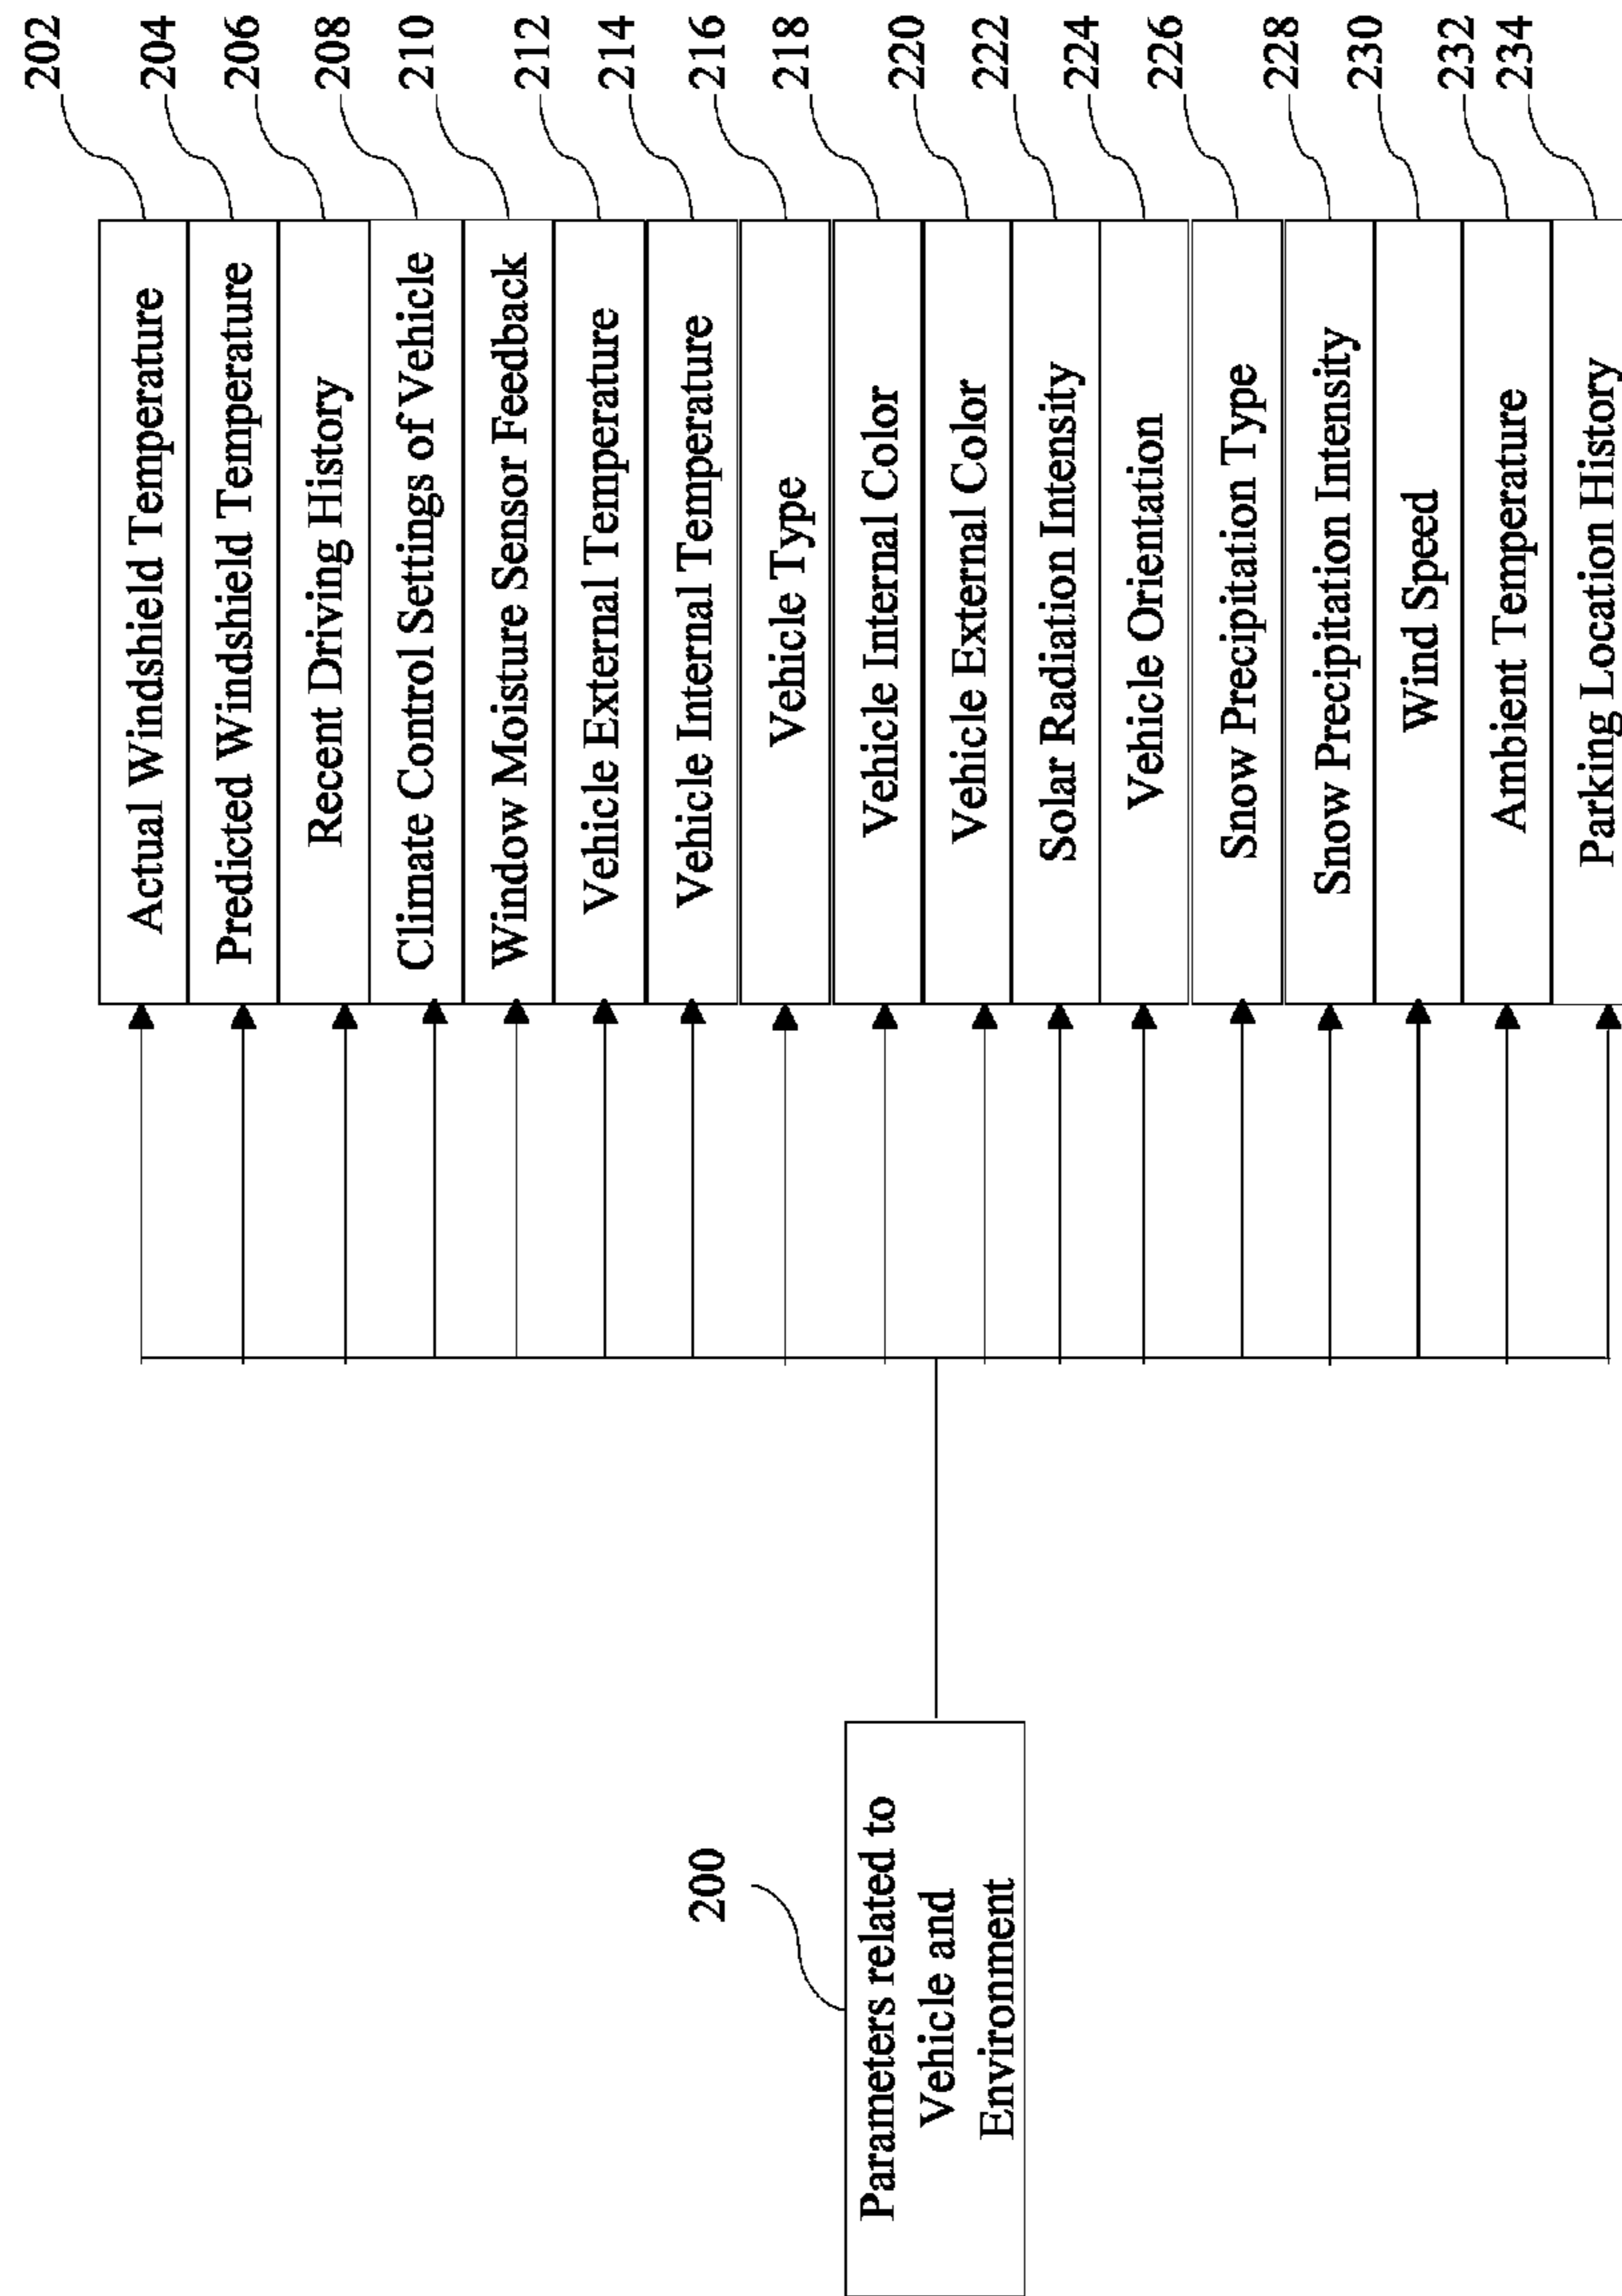 200
Parameters related to
Vehicle and
Environment
Actual Windshield Temperature
202
Predicted Windshield Temperature
204
Recent Driving History
206
Climate Control Settings of Vehicle
208
Window Moisture Sensor Feedback
210
Vehicle External Temperature
212
Vehicle Internal Temperature
214
Vehicle Type
216
Vehicle Internal Color
218
Vehicle External Color
220
Solar Radiation Intensity
222
Vehicle Orientation
224
Snow Precipitation Type
226
Snow Precipitation Intensity
228
Wind Speed
230
Ambient Temperature
232
Parking Location History
234